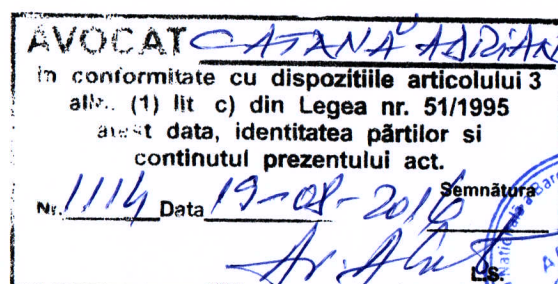 AVOCAT CATANĂ ADRIAN
in conformitate cu dispozitiile articolului 3
alin. (1) lit c) din Legea nr. 51/1995
atest data, identitatea părtilor si
continutul prezentului act.
Semnătura
Nr. 1114 Data 19-08-2016
L.S.